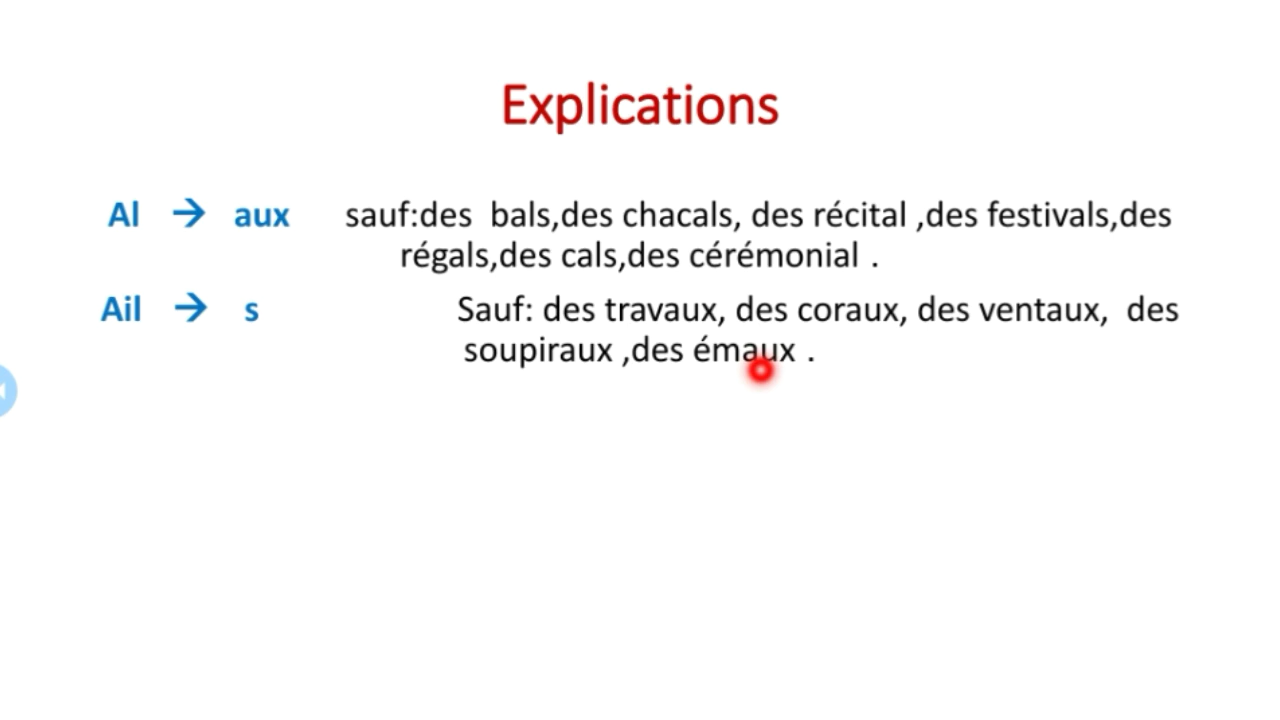 Explications
Al → aux sauf:des bals,des chacals, des récital ,des festivals,des
régals,des cals,des cérémonial .
Ail → s Sauf: des travaux, des coraux, des ventaux, des
soupiraux ,des émaux .